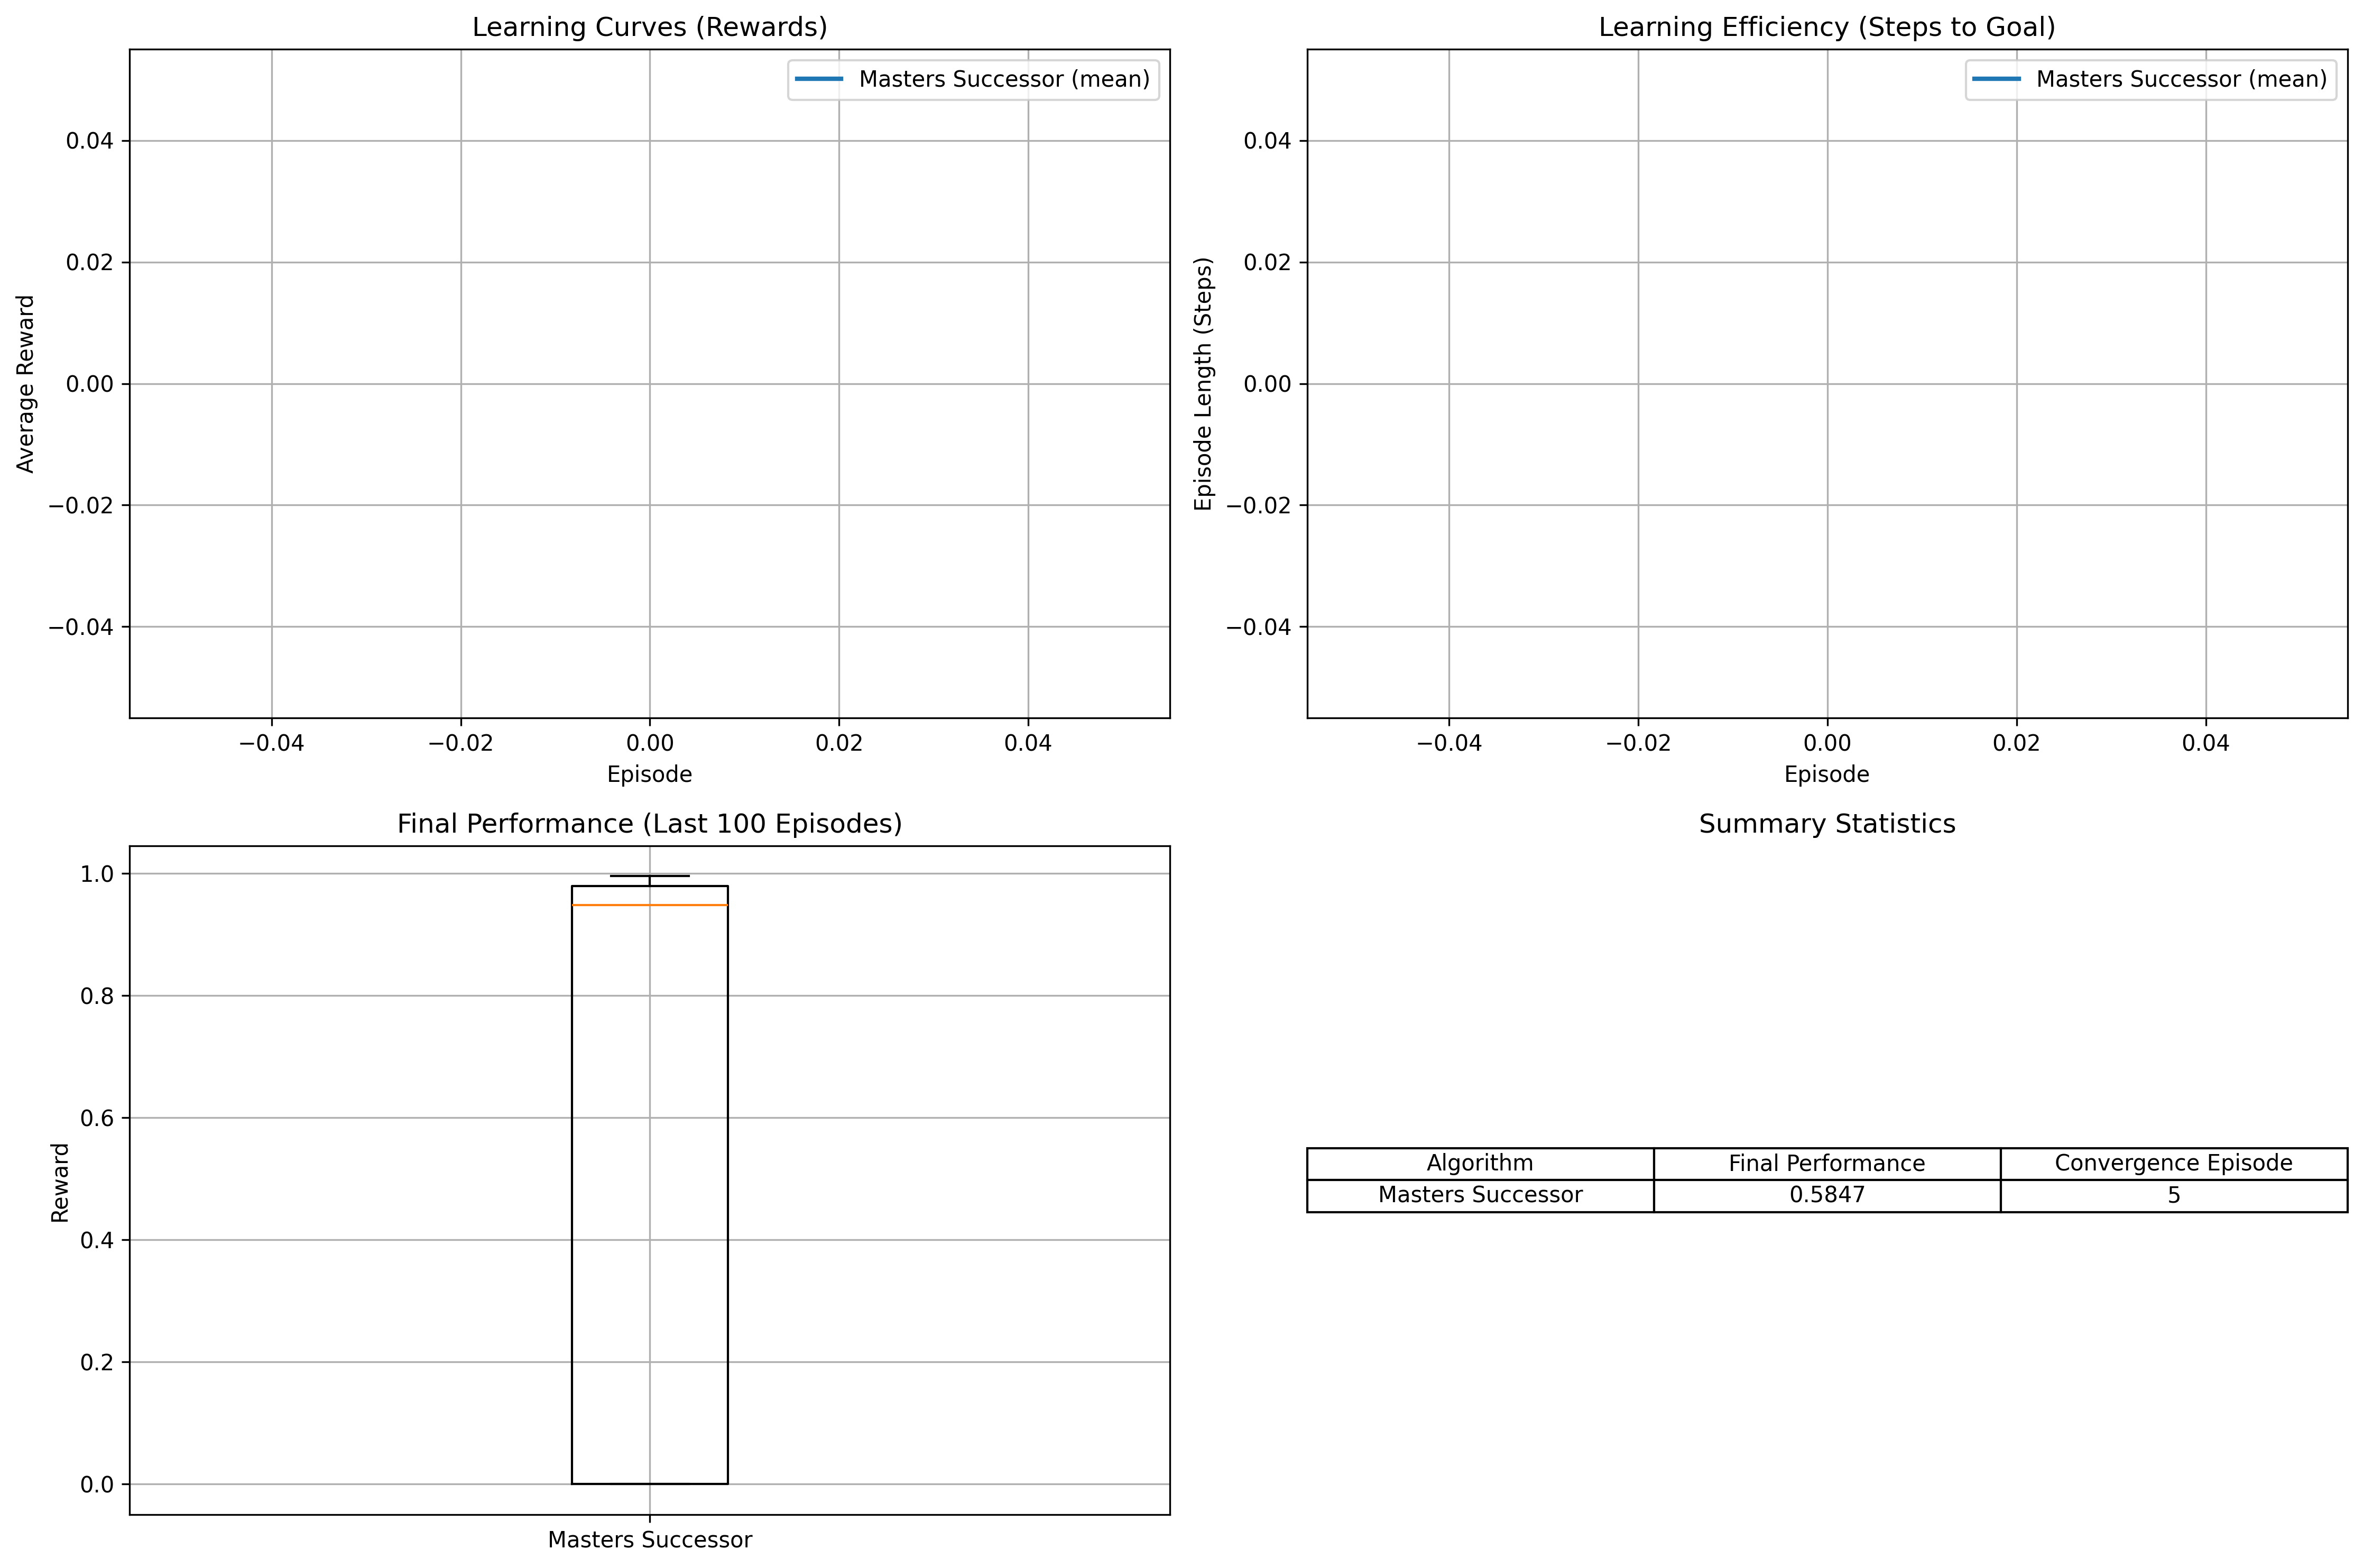 Learning Curves (Rewards)
Masters Successor (mean)
0.04
0.02
0.00
−0.02
−0.04
Average Reward
−0.04 −0.02 0.00 0.02 0.04
Episode
Learning Efficiency (Steps to Goal)
Masters Successor (mean)
0.04
0.02
0.00
−0.02
−0.04
Episode Length (Steps)
−0.04 −0.02 0.00 0.02 0.04
Episode
Final Performance (Last 100 Episodes)
1.0
0.8
0.6
0.4
0.2
0.0
Reward
Masters Successor
Summary Statistics
Algorithm Final Performance Convergence Episode
Masters Successor 0.5847 5